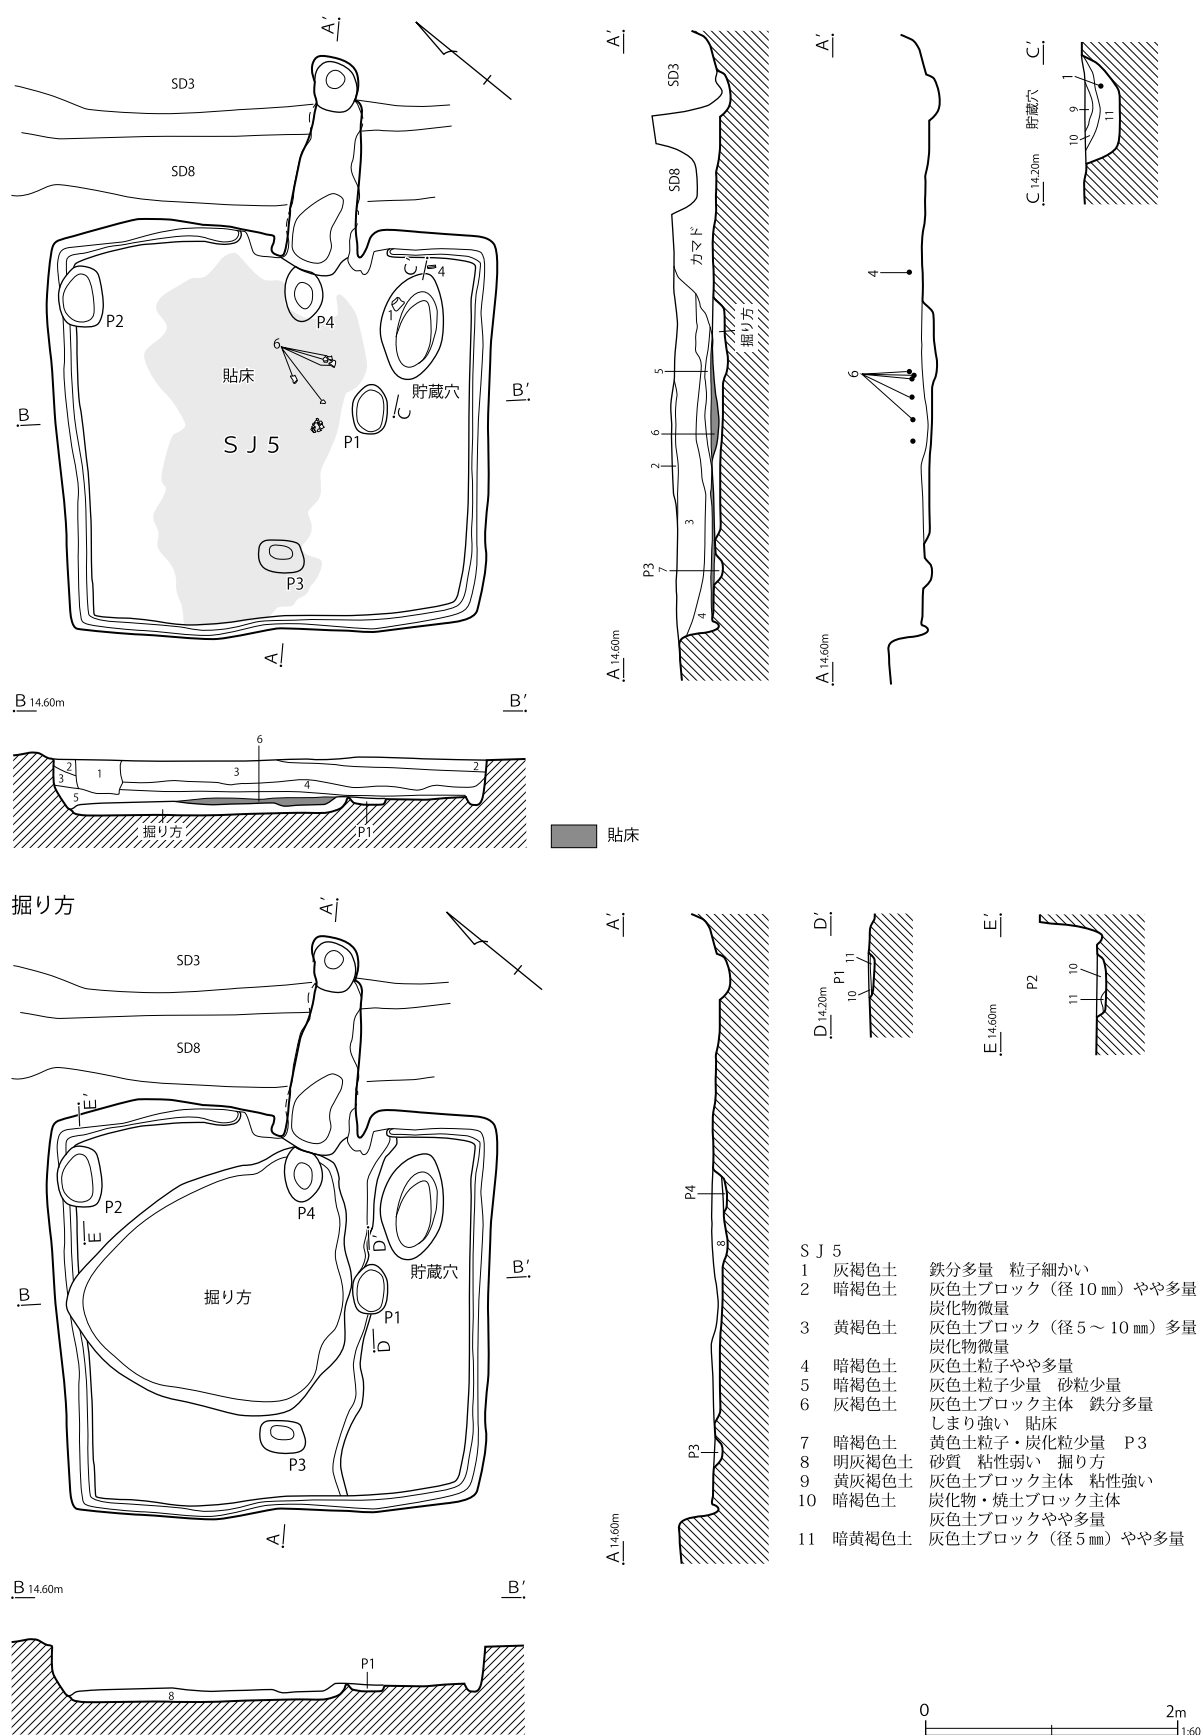 A'
SD3
SD8
P2
P4
C'
4
1
6
貼床
貯蔵穴
B
B'
SJ5
P1
C
P3
A
A'
SD3
SD8
カマド
掘り方
5
6
2
3
P3
7
4
A 14.60m
A'
4
6
A 14.60m
C'
1
貯蔵穴
9
11
10
C 14.20m
B 14.60m
B'
6
2
3
1
3
2
4
5
掘り方
P1
貼床
掘り方
A'
SD3
SD8
E'
P2
P4
E
D'
貯蔵穴
B
B'
掘り方
P1
D
P3
A
A'
P4
8
P3
A 14.60m
D'
11
P1
10
D 14.20m
E'
P2
10
11
E 14.60m
SJ5
1 灰褐色土 鉄分多量 粒子細かい
2 暗褐色土 灰色土ブロック（径10㎜）やや多量
炭化物微量
3 黄褐色土 灰色土ブロック（径5～10㎜）多量
炭化物微量
4 暗褐色土 灰色土粒子やや多量
5 暗褐色土 灰色土粒子少量 砂粒少量
6 灰褐色土 灰色土ブロック主体 鉄分多量
しまり強い 貼床
7 暗褐色土 黄色土粒子・炭化粒少量 P3
8 明灰褐色土 砂質 粘性弱い 掘り方
9 黄灰褐色土 灰色土ブロック主体 粘性強い
10 暗褐色土 炭化物・焼土ブロック主体
灰色土ブロックやや多量
11 暗黄褐色土 灰色土ブロック（径5㎜）やや多量
B 14.60m
B'
P1
8
0
2m
1:60